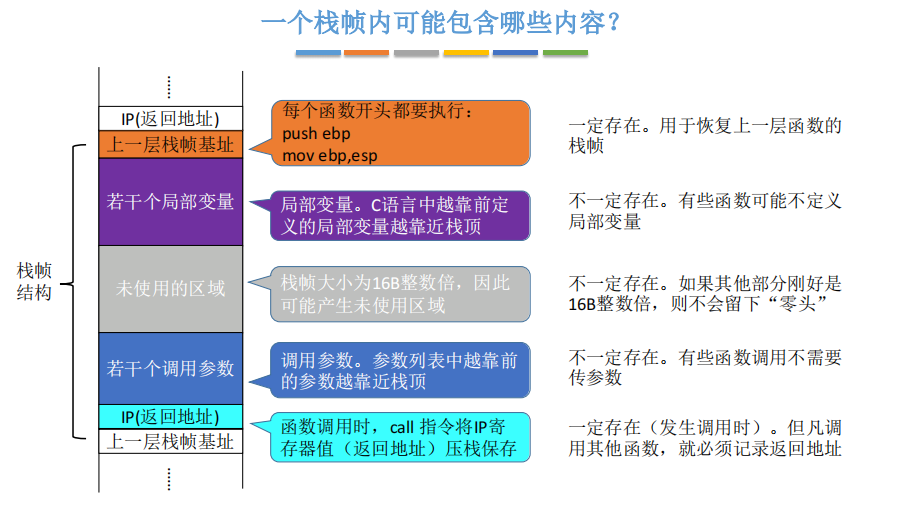 一个栈帧内可能包含哪些内容？
IP(返回地址)
上一层栈帧基址
若干个局部变量
未使用的区域
若干个调用参数
IP(返回地址)
上一层栈帧基址
栈帧
结构
每个函数开头都要执行：
push ebp
mov ebp,esp
一定存在。用于恢复上一层函数的
栈帧
局部变量。C语言中越靠前定
义的局部变量越靠近栈顶
不一定存在。有些函数可能不定义
局部变量
栈帧大小为16B整数倍，因此
可能产生未使用区域
不一定存在。如果其他部分刚好是
16B整数倍，则不会留下“零头”
调用参数。参数列表中越靠前
的参数越靠近栈顶
不一定存在。有些函数调用不需要
传参数
函数调用时，call 指令将IP寄
存器值（返回地址）压栈保存
一定存在（发生调用时）。但凡调
用其他函数，就必须记录返回地址